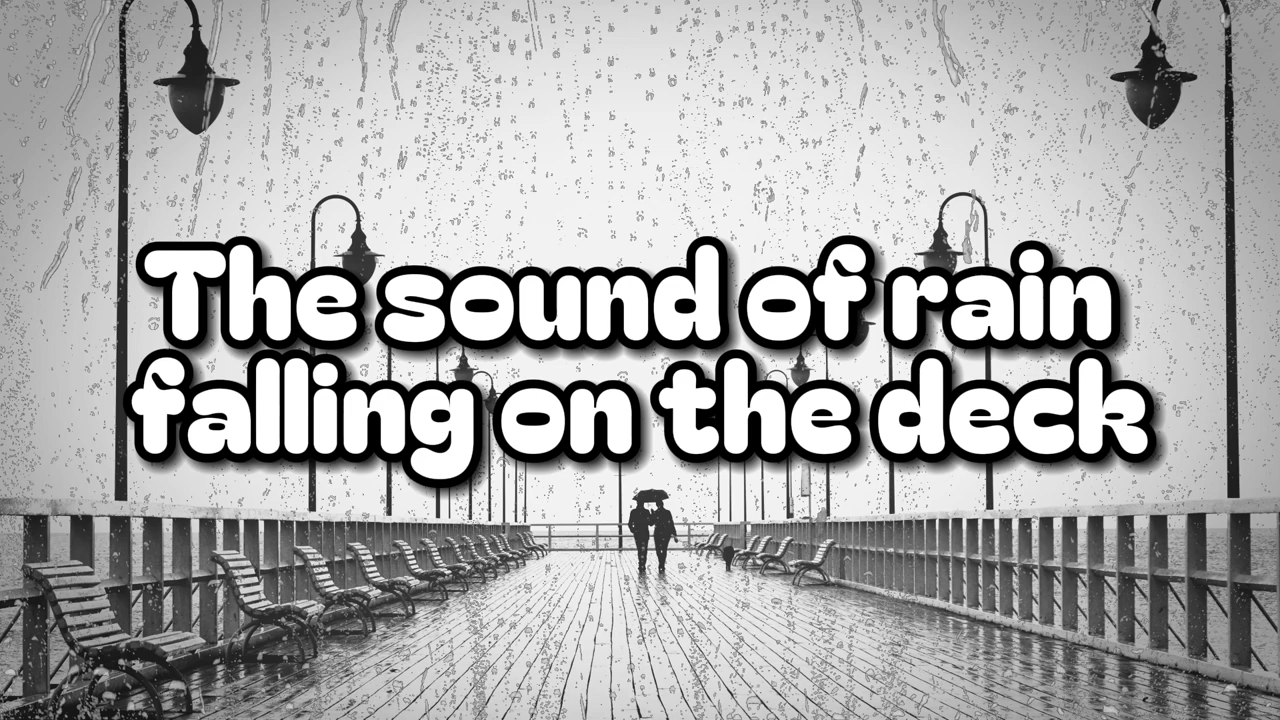 The sound of rain
falling on the deck